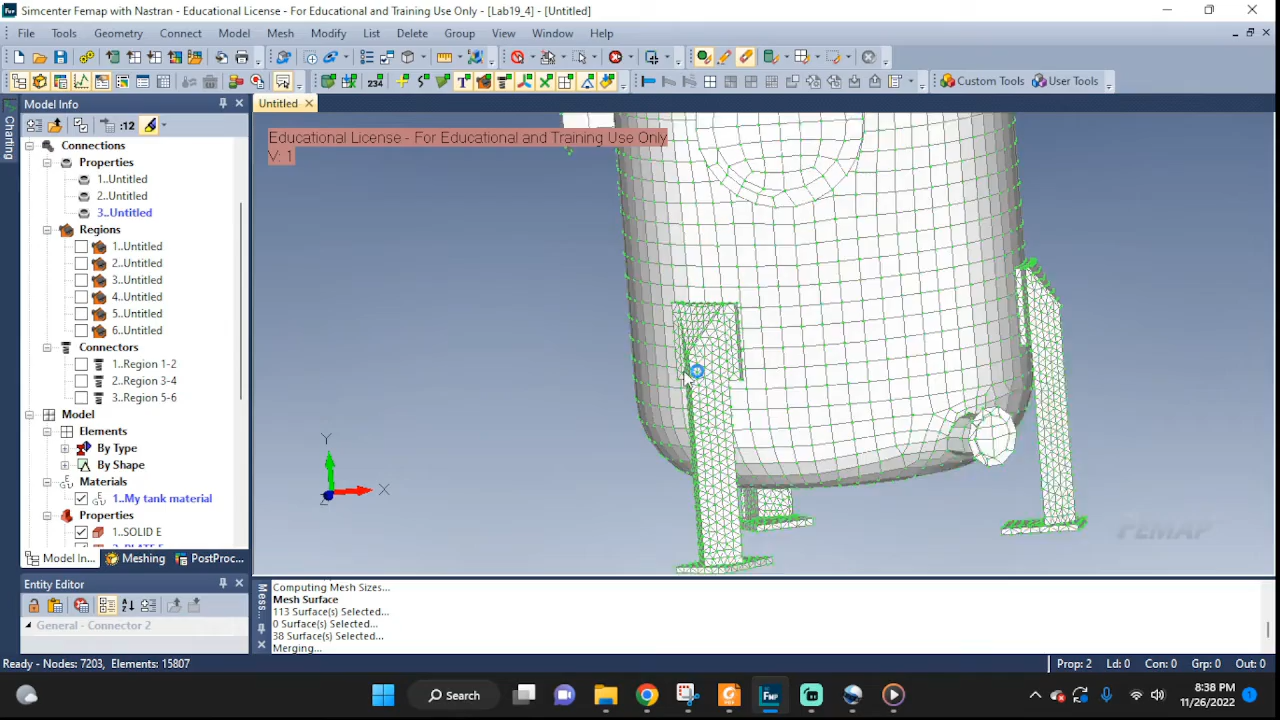 Simcenter Femap with Nastran - Educational License - For Educational and Training Use Only - [Lab19_4] - [Untitled]
File Tools Geometry Connect Model Mesh Modify List Delete Group View Window Help
234
T
Custom Tools User Tools
Charting
Model Info
Untitled
:12
Educational License - For Educational and Training Use Only
V: 1
Connections
Properties
1..Untitled
2..Untitled
3..Untitled
Regions
1..Untitled
2..Untitled
3..Untitled
4..Untitled
5..Untitled
6..Untitled
Connectors
1..Region 1-2
2..Region 3-4
3..Region 5-6
Model
Elements
By Type
By Shape
Materials
1..My tank material
Properties
1..SOLID E
Y
X
Z
FEMAP
Model In... Meshing PostProc...
Entity Editor
General - Connector 2
Mess...
Computing Mesh Sizes...
Mesh Surface
113 Surface(s) Selected...
0 Surface(s) Selected...
38 Surface(s) Selected...
Merging...
Ready - Nodes: 7203, Elements: 15807
Prop: 2 Ld: 0 Con: 0 Grp: 0 Out: 0
Search
8:38 PM
11/26/2022
1